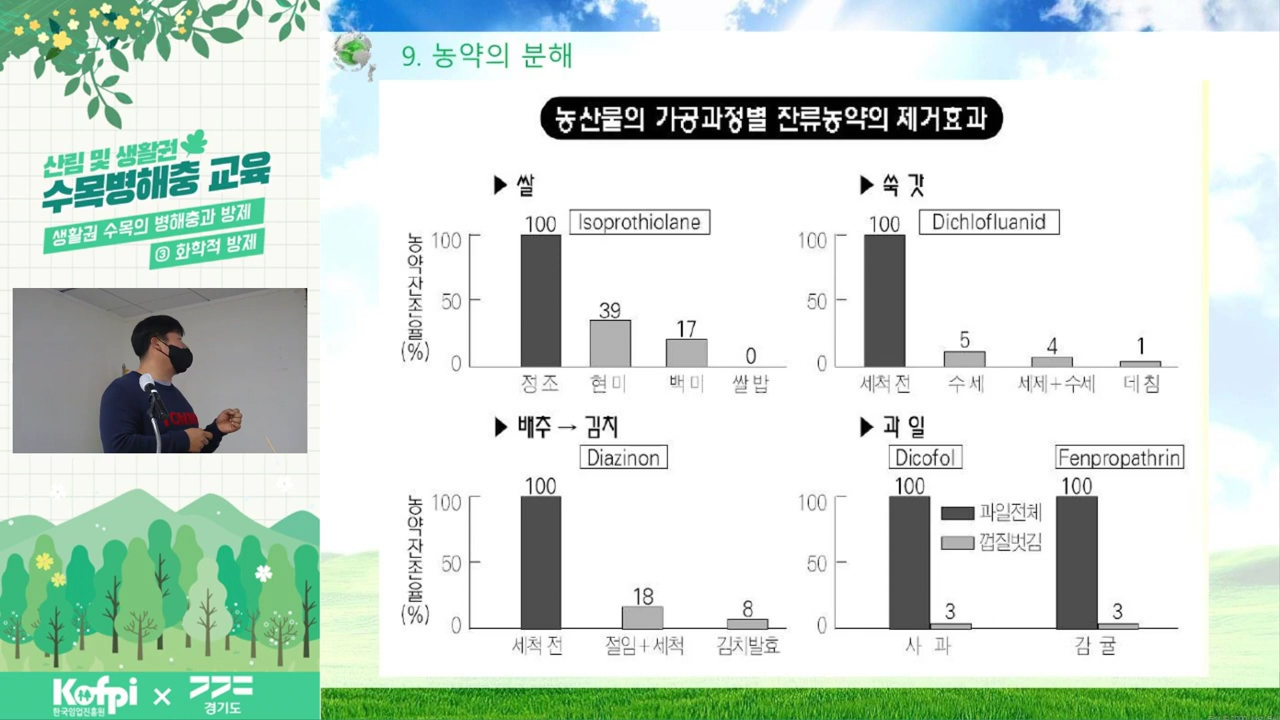 산림 및 생활권
수목병해충 교육
생활권 수목의 병해충과 방제
③ 화학적 방제
Kofpi
한국임업진흥원
×
경기도
9. 농약의 분해
농산물의 가공과정별 잔류농약의 제거효과
▶ 쌀
Isoprothiolane
농약잔조율(%)
100
50
0
100
39
17
0
정조 현미 백미 쌀밥
▶ 쑥갓
Dichlofluanid
100
50
0
100
5
4
1
세척전 수세 세제+수세 데침
▶ 배추 → 김치
Diazinon
농약잔조율(%)
100
50
0
100
18
8
세척전 절임+세척 김치발효
▶ 과일
Dicofol
Fenpropathrin
100
50
0
100
3
100
3
과일전체
껍질벗김
사과 감귤